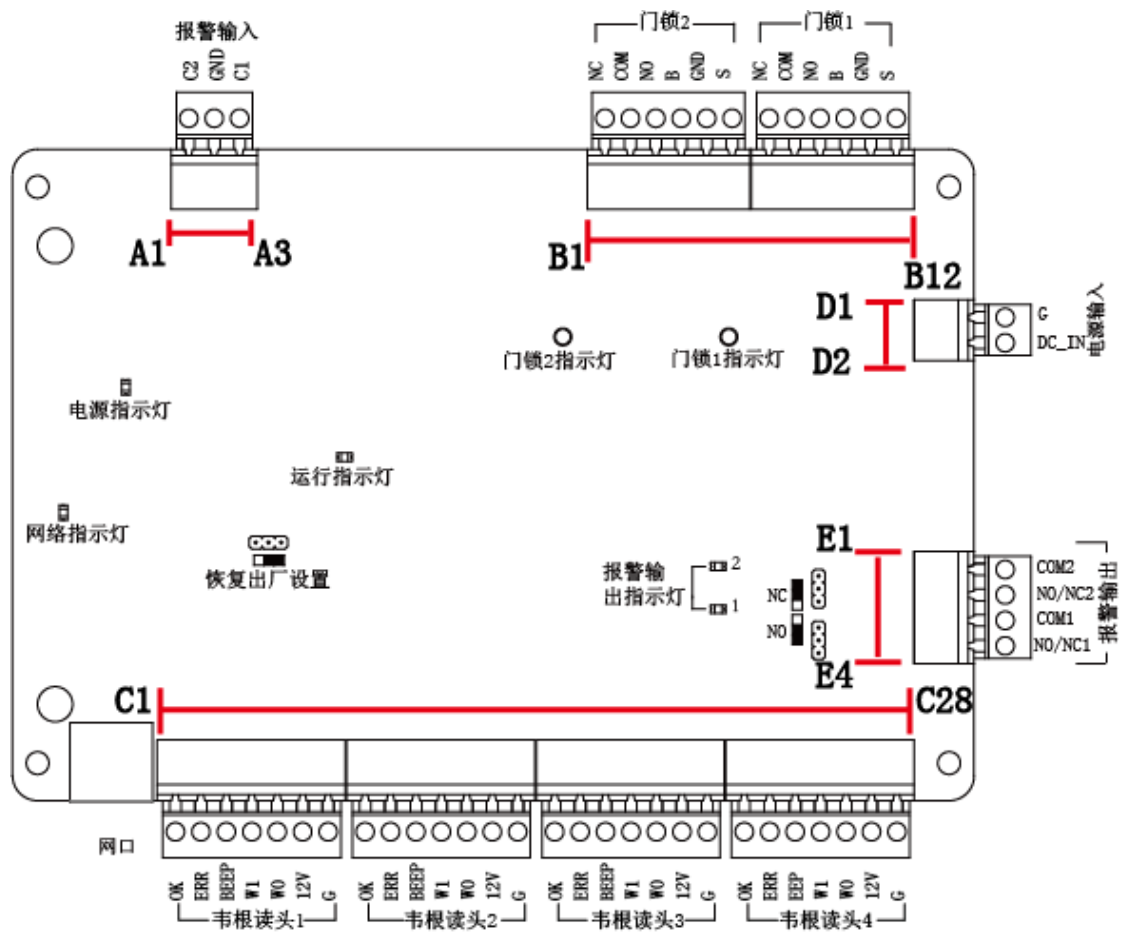 报警输入
C2 GND C1
门锁2
NC COM NO B GND S
门锁1
NC COM NO B GND S
A1 A3
B1 B12
D1
D2
G
DC_IN
电源输入
门锁2指示灯
门锁1指示灯
电源指示灯
运行指示灯
网络指示灯
恢复出厂设置
报警输
出指示灯
2
1
NC
NO
E1
E4
COM2
NO/NC2
COM1
NO/NC1
报警输出
C1 C28
网口
OK ERR BEEP W1 W0 12V G
韦根读头1
OK ERR BEEP W1 W0 12V G
韦根读头2
OK ERR BEEP W1 W0 12V G
韦根读头3
OK ERR EEP W1 W0 12V G
韦根读头4